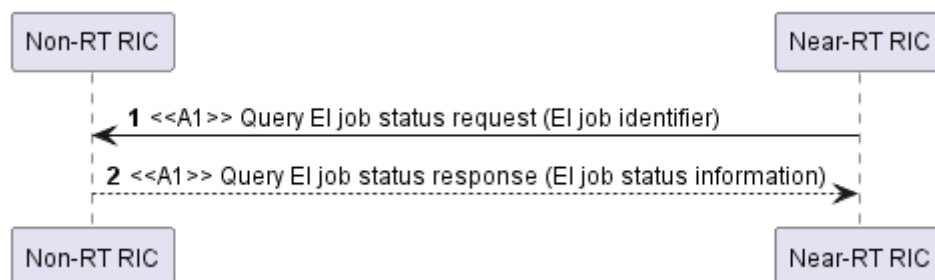 Non-RT RIC
Near-RT RIC
1 <<A1>> Query EI job status request (EI job identifier)
2 <<A1>> Query EI job status response (EI job status information)
Non-RT RIC
Near-RT RIC